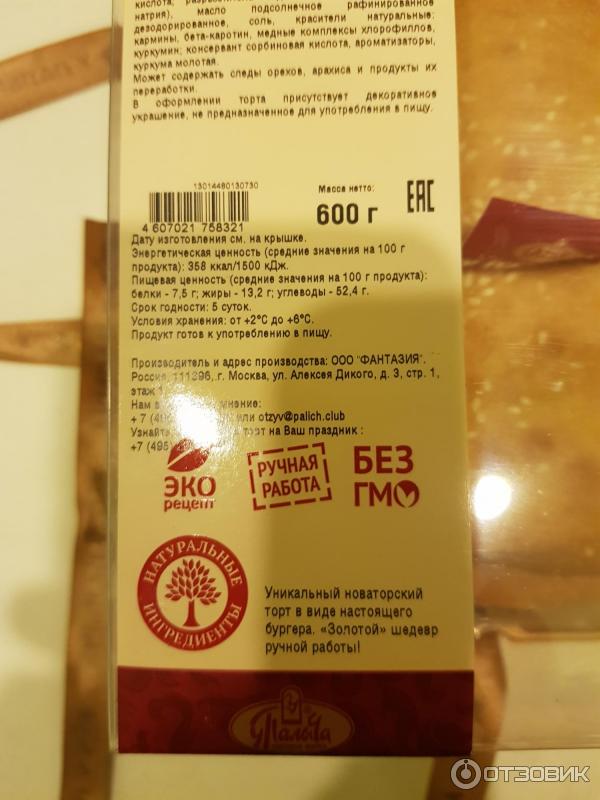 кислота,
натрия), масло подсолнечное рафинированное
дезодорированное, соль, красители натуральные:
кармины, бета-каротин, медные комплексы хлорофиллов,
куркумин; консервант сорбиновая кислота, ароматизаторы,
куркума молотая.
Может содержать следы орехов, арахиса и продукты их
переработки.
В оформлении торта присутствует декоративное
украшение, не предназначенное для употребления в пищу.
13014480130730
4 607021 758321
Масса нетто:
600 г
ЕАС
Дату изготовления см. на крышке.
Энергетическая ценность (средние значения на 100 г
продукта): 358 ккал/1500 кДж.
Пищевая ценность (средние значения на 100 г продукта):
белки - 7,5 г; жиры - 13,2 г; углеводы - 52,4 г.
Срок годности: 5 суток.
Условия хранения: от +2°С до +6°С.
Продукт готов к употреблению в пищу.
Производитель и адрес производства: ООО "ФАНТАЗИЯ".
Россия, 111396, г. Москва, ул. Алексея Дикого, д. 3, стр. 1,
этаж
Нам в мнение:
+ 7 или otzyv@palich.club
Узнайте торт на Ваш праздник :
+7 (495)
ЭКО
рецепт
РУЧНАЯ
РАБОТА
БЕЗ
ГМО
НАТУРАЛЬНЫЕ
ИНГРЕДИЕНТЫ
Уникальный новаторский
торт в виде настоящего
бургера. «Золотой» шедевр
ручной работы!
У Палыча
ОТЗОВИК